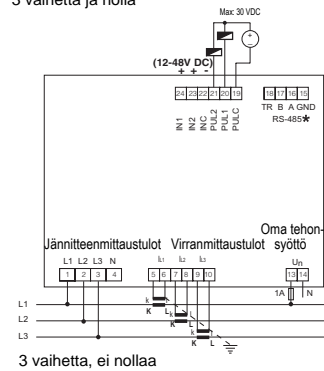 3 vaihetta ja nolla
Max: 30 VDC
(12-48V DC)
+ + -
24 23 22 21 20 19
18 17 16 15
IN1 IN2 INC PUL2 PUL1 PULC
TR B A GND
RS-485*
Oma tehon-
Jännitteenmittaustulot Virranmittaustulot syöttö
L1 L2 L3 N
IL1 IL2 IL3
Un
1 2 3 4
5 6 7 8 9 10
13 14
L1
k l
1A
N
K L
L2
k l
K L
L3
k l
K L
3 vaihetta, ei nollaa